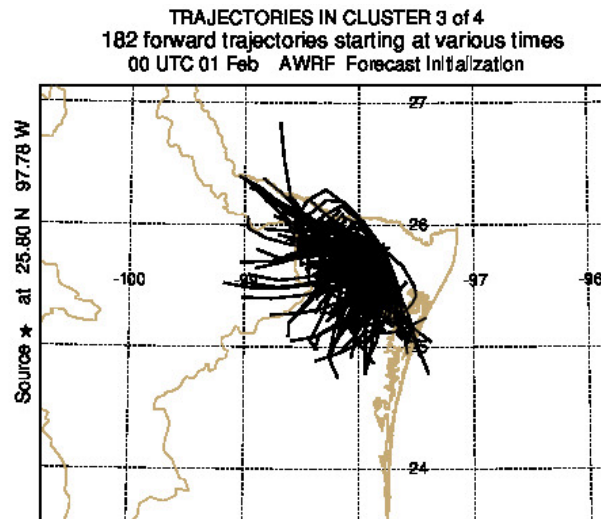 TRAJECTORIES IN CLUSTER 3 of 4
182 forward trajectories starting at various times
00 UTC 01 Feb AWRF Forecast Initialization
Source ★ at 25.80 N 97.78 W
27
26
-100
-97
-96
24